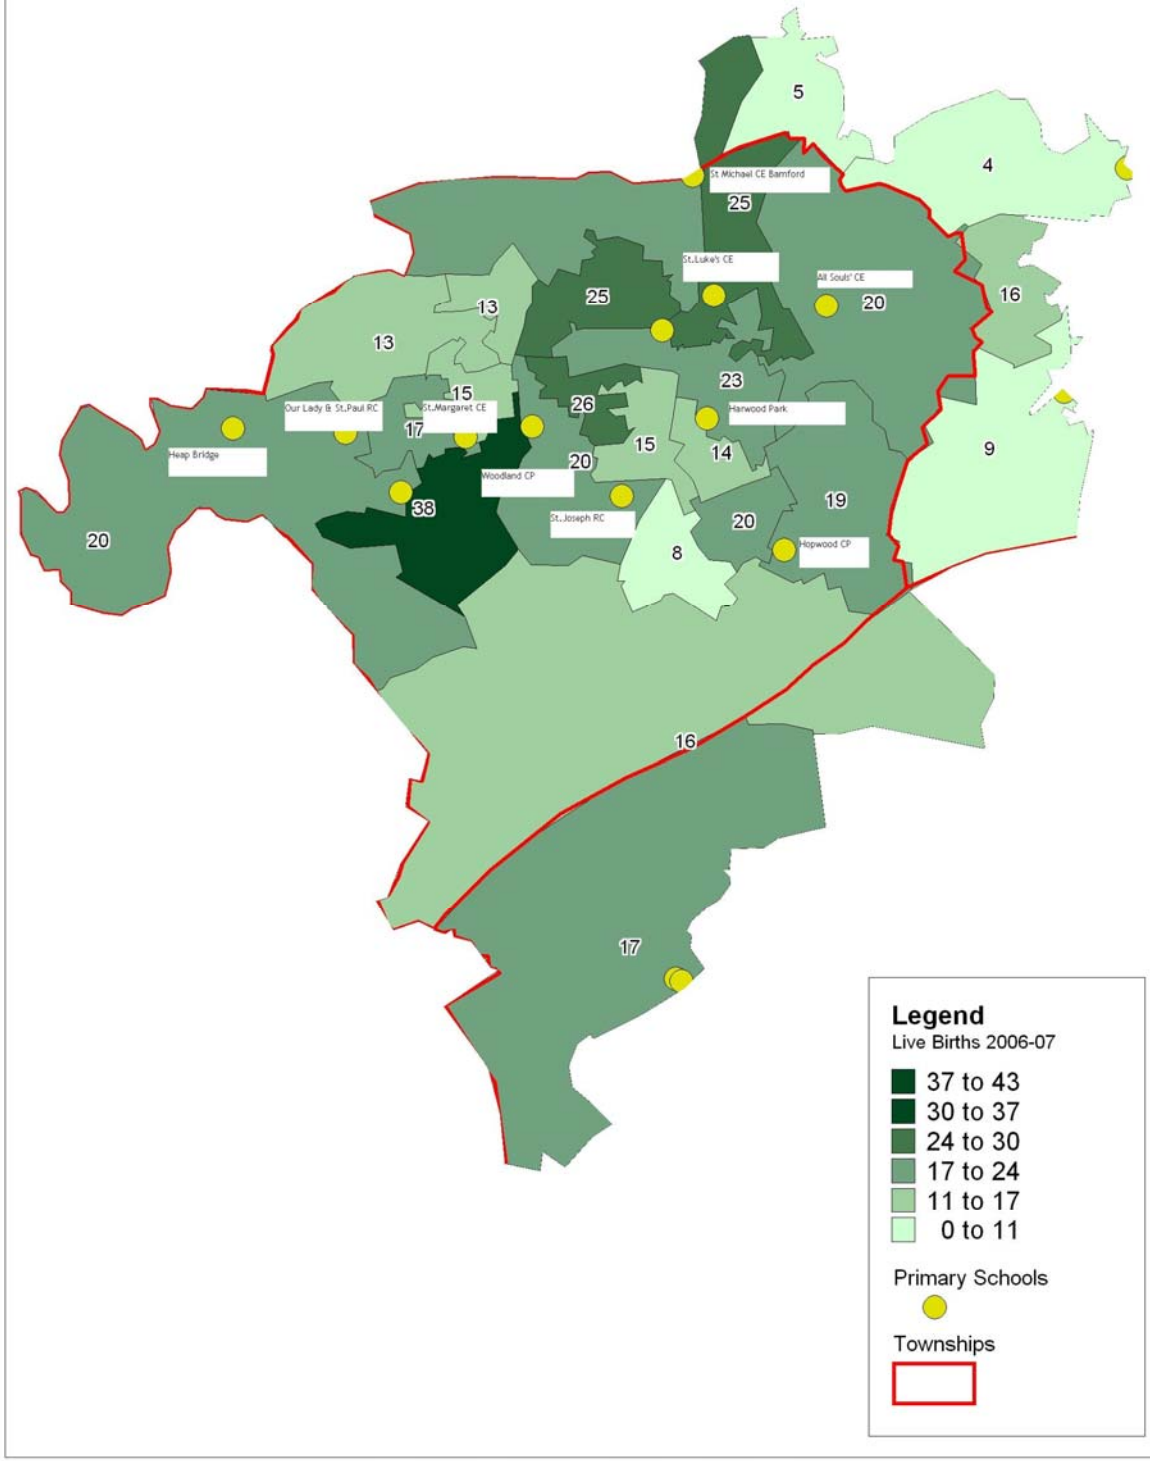 5
4
St Michael CE Bamford
25
St.Luke's CE
All Souls' CE
20
16
25
13
13
23
15
26
Our Lady & St.Paul RC
St.Margaret CE
17
Harwood Park
15
14
9
Heap Bridge
20
Woodland CP
38
19
St.Joseph RC
20
20
8
Hopwood CP
16
17
Legend
Live Births 2006-07
37 to 43
30 to 37
24 to 30
17 to 24
11 to 17
0 to 11
Primary Schools
Townships